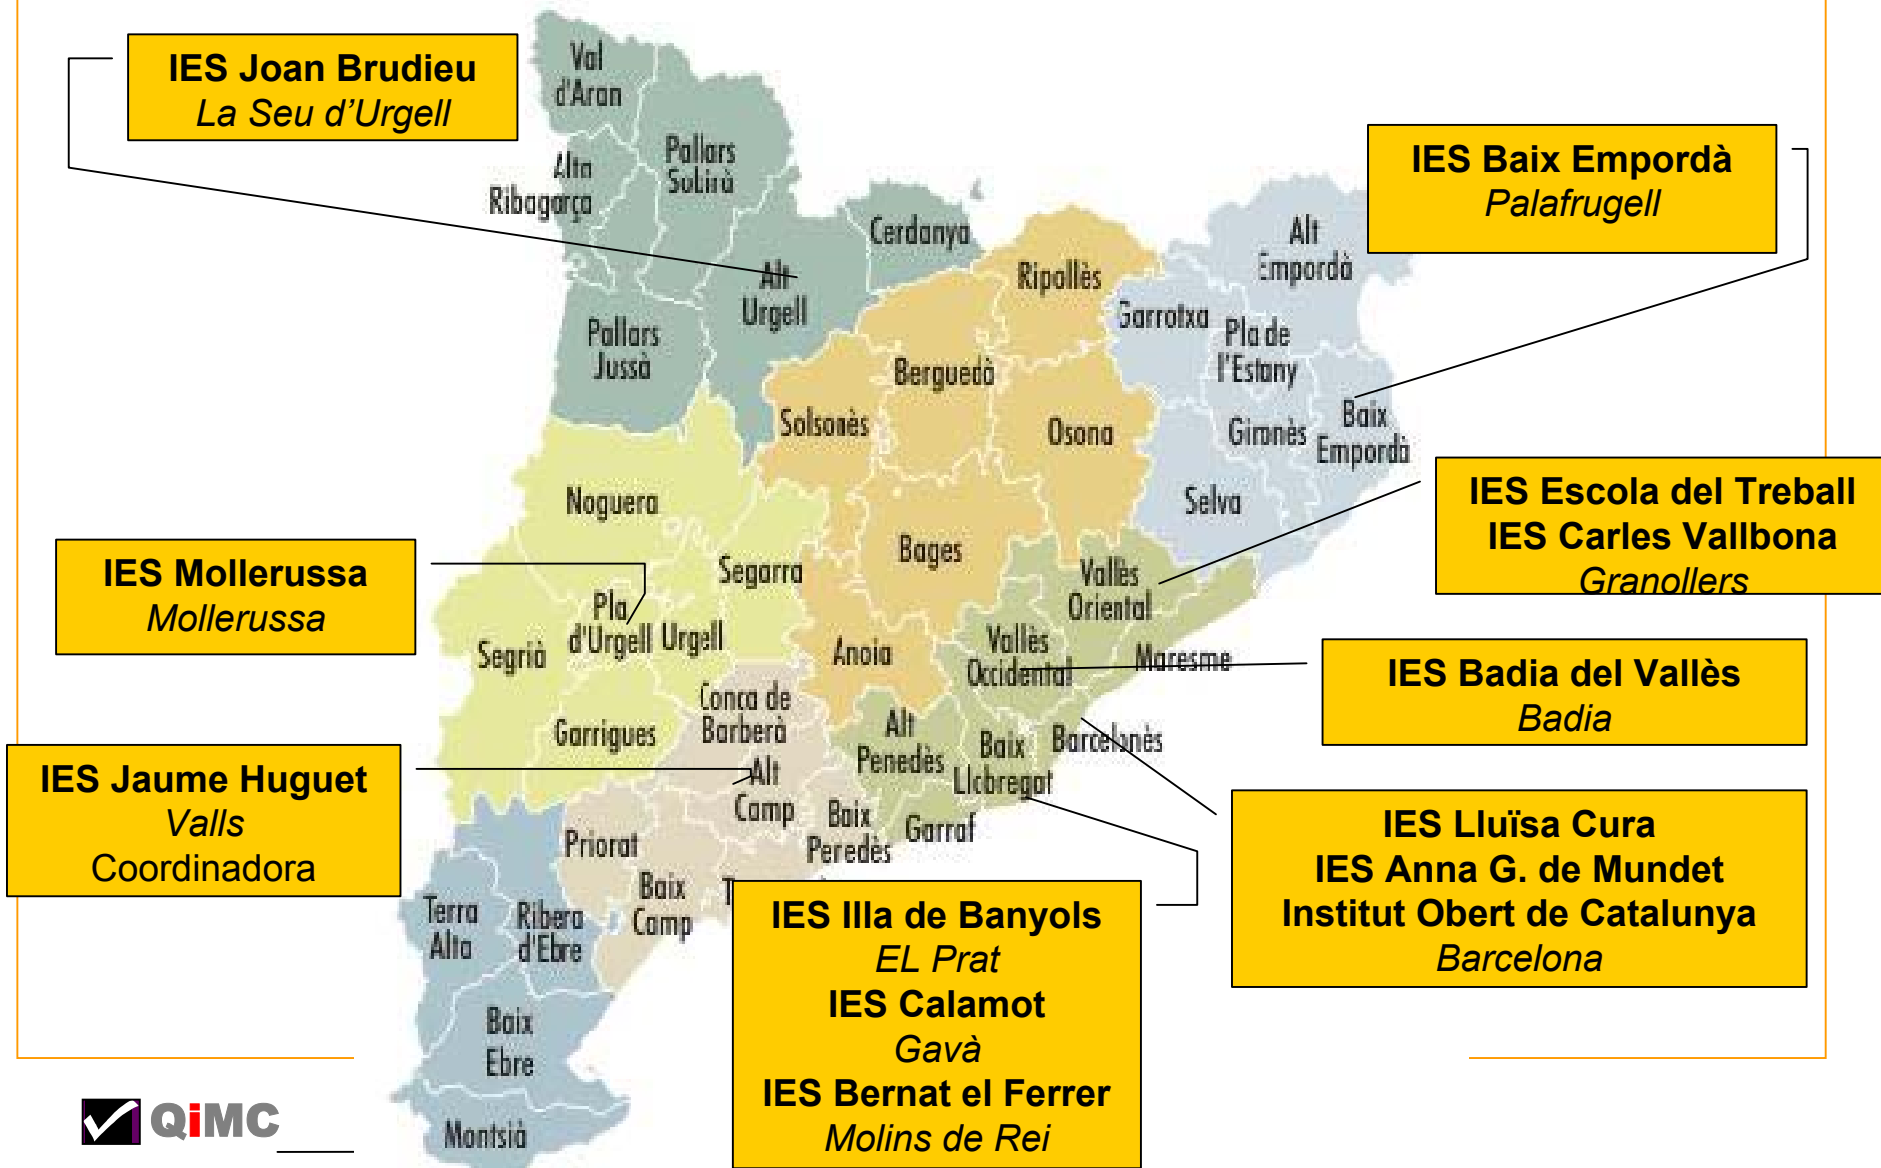 IES Joan Brudieu
La Seu d’Urgell
IES Baix Empordà
Palafrugell
IES Escola del Treball
IES Carles Vallbona
Granollers
IES Mollerussa
Mollerussa
IES Badia del Vallès
Badia
IES Jaume Huguet
Valls
Coordinadora
IES Lluïsa Cura
IES Anna G. de Mundet
Institut Obert de Catalunya
Barcelona
IES Illa de Banyols
EL Prat
IES Calamot
Gavà
IES Bernat el Ferrer
Molins de Rei
Val
d'Aran
Alta
Ribagorça
Pallars
Sobirà
Cerdanya
Alt
Urgell
Pallars
Jussà
Ripollès
Alt
Empordà
Garrotxa
Pla de
l'Estany
Berguedà
Solsonès
Osona
Gironès
Baix
Empordà
Selva
Noguera
Bages
Segarra
Vallès
Oriental
Pla
d'Urgell
Urgell
Segrià
Anoia
Vallès
Occidental
Maresme
Conca de
Barberà
Garrigues
Alt
Penedès
Baix
Llobregat
Barcelonès
Alt
Camp
Baix
Penedès
Garraf
Priorat
Baix
Camp
T
Terra
Alta
Ribera
d'Ebre
Baix
Ebre
Montsià
QiMC